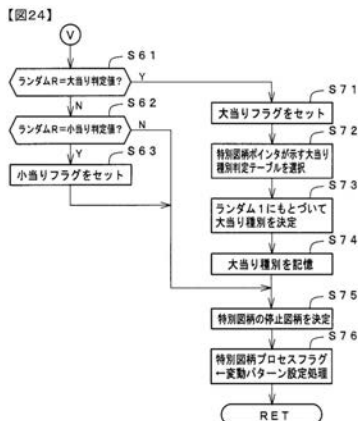 【図24】
V
S61
ランダムR=大当り判定値?
Y
N
S62
ランダムR=小当り判定値?
N
Y
S63
小当りフラグをセット
S71
大当りフラグをセット
S72
特別図柄ポインタが示す大当り
種別判定テーブルを選択
S73
ランダム1にもとづいて
大当り種別を決定
S74
大当り種別を記憶
S75
特別図柄の停止図柄を決定
S76
特別図柄プロセスフラグ
←変動パターン設定処理
RET